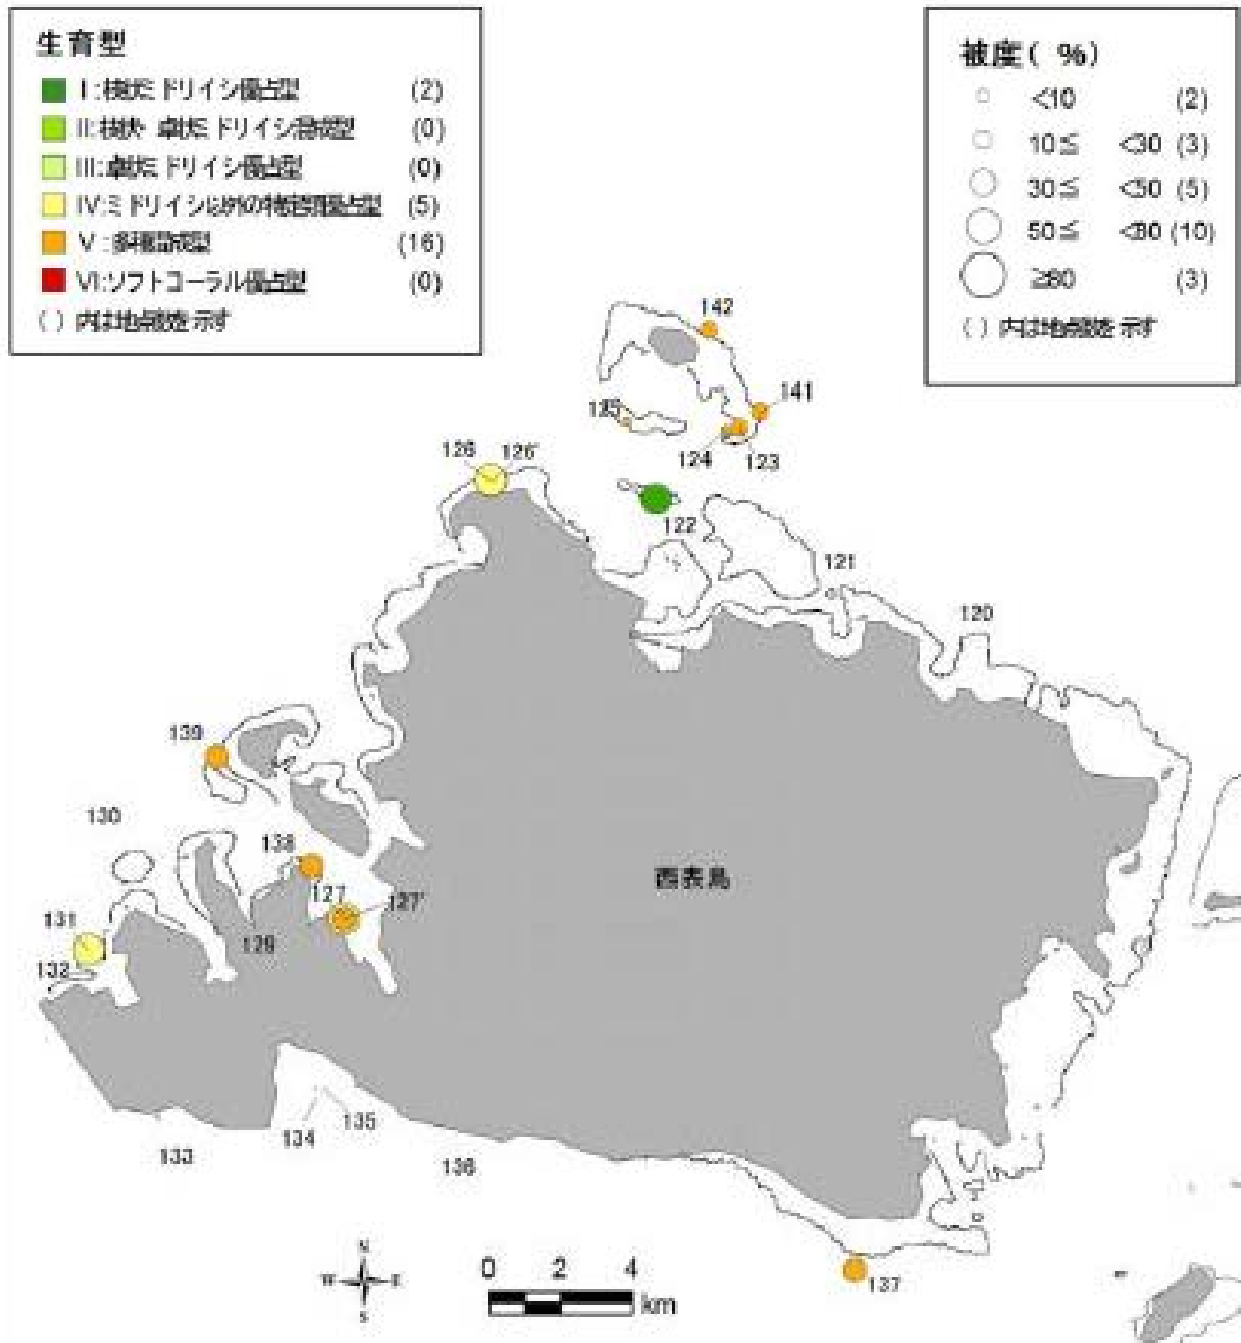 生育型
I:枝状ミドリイシ優占型 (2)
II:枝状・卓状ミドリイシ混成型 (0)
III:卓状ミドリイシ優占型 (0)
IV:ミドリイシ以外の特定類優占型 (5)
V:多種混成型 (16)
VI:ソフトコーラル優占型 (0)
( ) 内は地点数を示す
被度( %)
<10 (2)
10≦ <30 (3)
30≦ <50 (5)
50≦ <80 (10)
≧80 (3)
( ) 内は地点数を示す
142
141
125
124
123
126
126'
122
121
120
139
130
138
127
127'
西表島
131
129
132
134
135
133
136
137
N
W E
S
0 2 4
km